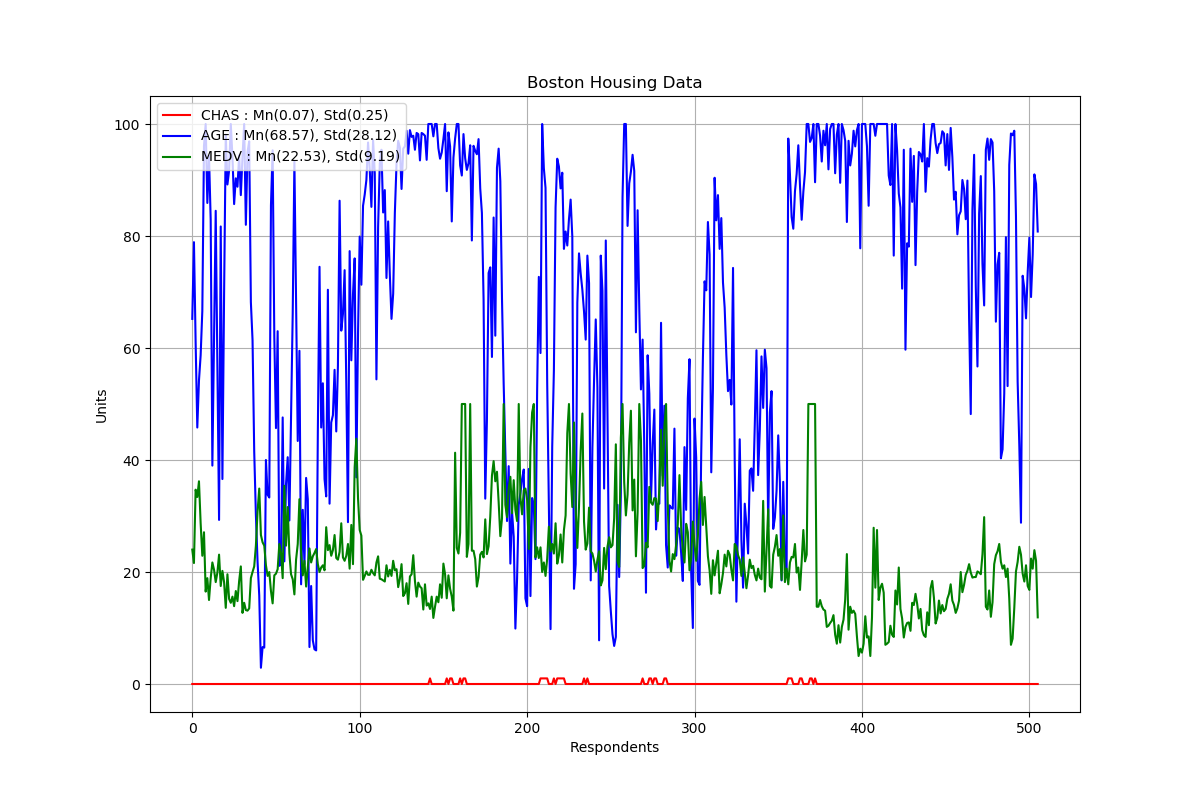 Boston Housing Data
CHAS : Mn(0.07), Std(0.25)
AGE : Mn(68.57), Std(28.12)
MEDV : Mn(22.53), Std(9.19)
100
80
60
40
20
0
Units
0 100 200 300 400 500
Respondents